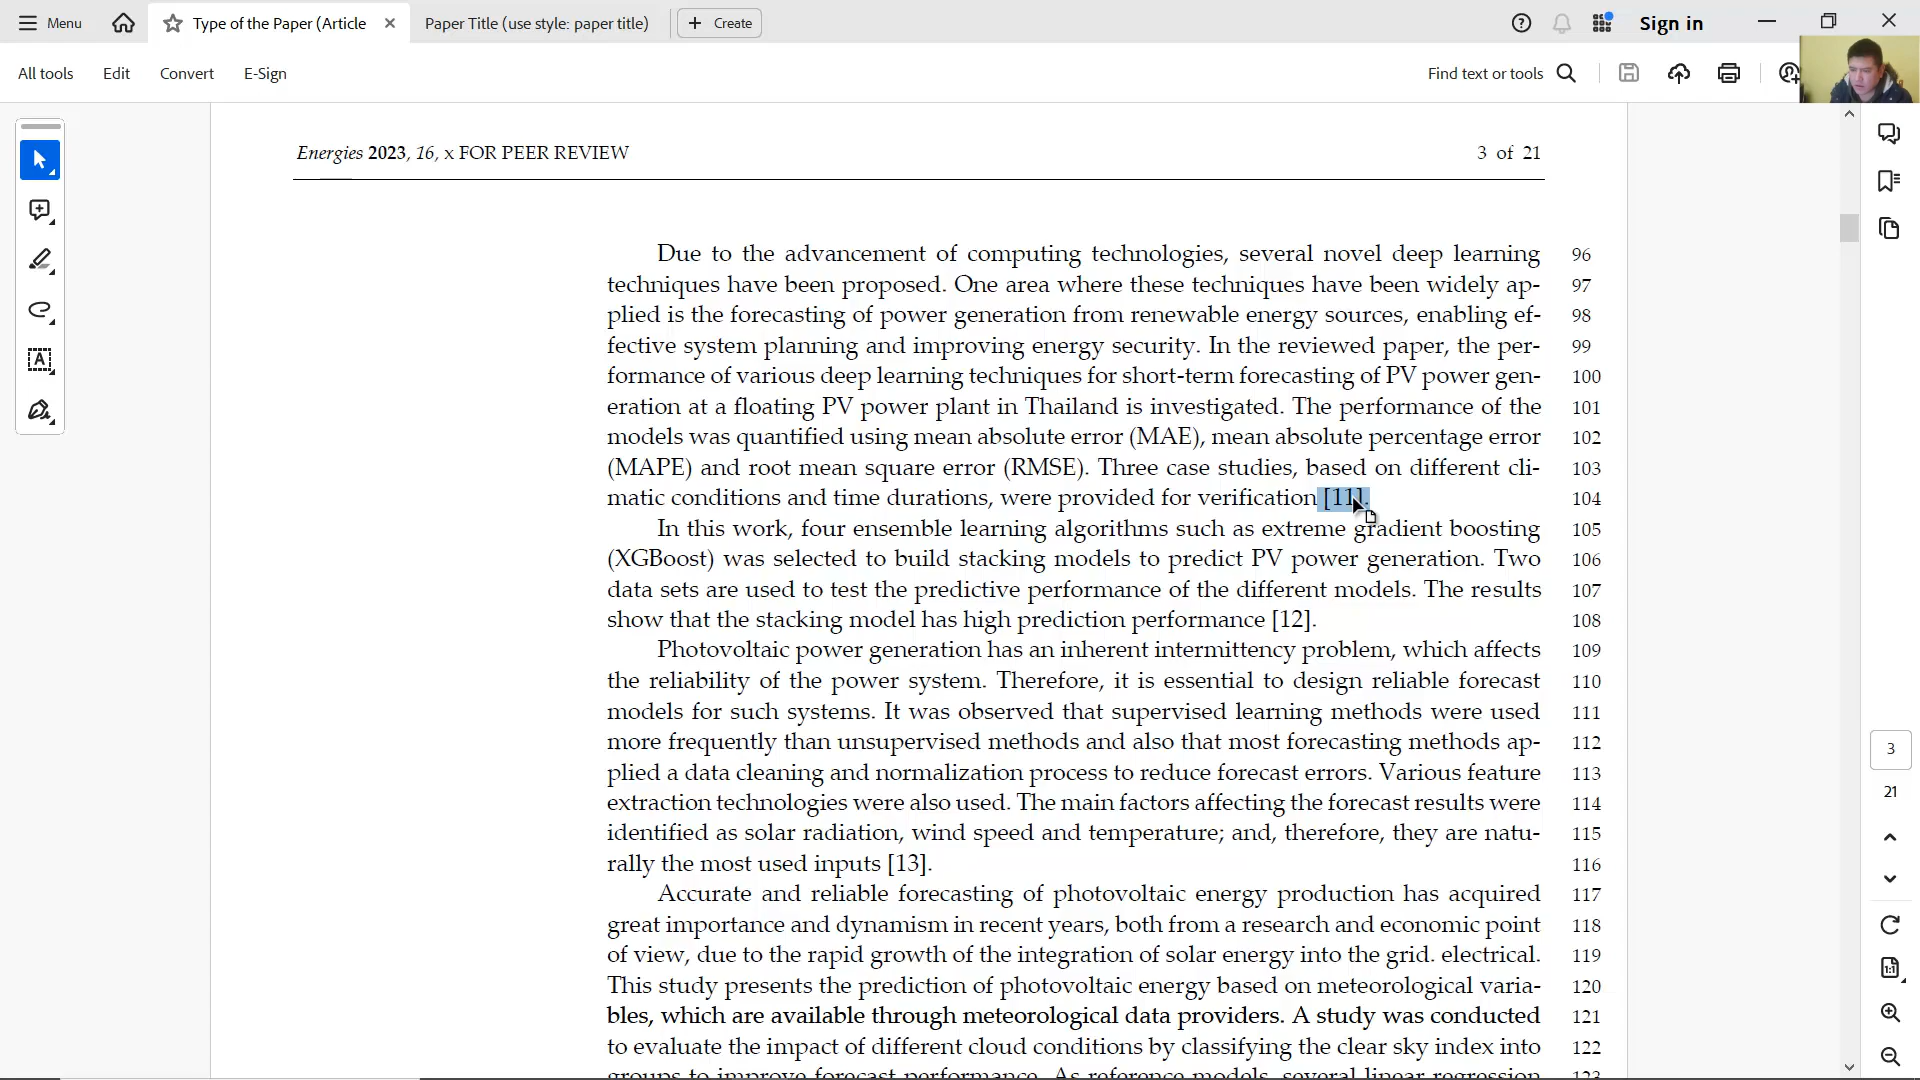 Menu
Type of the Paper (Article
Paper Title (use style: paper title)
Create
Sign in
All tools
Edit
Convert
E-Sign
Find text or tools
Energies 2023, 16, x FOR PEER REVIEW
3 of 21
Due to the advancement of computing technologies, several novel deep learning 96
techniques have been proposed. One area where these techniques have been widely ap- 97
plied is the forecasting of power generation from renewable energy sources, enabling ef- 98
fective system planning and improving energy security. In the reviewed paper, the per- 99
formance of various deep learning techniques for short-term forecasting of PV power gen- 100
eration at a floating PV power plant in Thailand is investigated. The performance of the 101
models was quantified using mean absolute error (MAE), mean absolute percentage error 102
(MAPE) and root mean square error (RMSE). Three case studies, based on different cli- 103
matic conditions and time durations, were provided for verification [11]. 104
In this work, four ensemble learning algorithms such as extreme gradient boosting 105
(XGBoost) was selected to build stacking models to predict PV power generation. Two 106
data sets are used to test the predictive performance of the different models. The results 107
show that the stacking model has high prediction performance [12]. 108
Photovoltaic power generation has an inherent intermittency problem, which affects 109
the reliability of the power system. Therefore, it is essential to design reliable forecast 110
models for such systems. It was observed that supervised learning methods were used 111
more frequently than unsupervised methods and also that most forecasting methods ap- 112
plied a data cleaning and normalization process to reduce forecast errors. Various feature 113
extraction technologies were also used. The main factors affecting the forecast results were 114
identified as solar radiation, wind speed and temperature; and, therefore, they are natu- 115
rally the most used inputs [13]. 116
Accurate and reliable forecasting of photovoltaic energy production has acquired 117
great importance and dynamism in recent years, both from a research and economic point 118
of view, due to the rapid growth of the integration of solar energy into the grid. electrical. 119
This study presents the prediction of photovoltaic energy based on meteorological varia- 120
bles, which are available through meteorological data providers. A study was conducted 121
to evaluate the impact of different cloud conditions by classifying the clear sky index into 122
groups to improve forecast performance. As reference models, several linear regression 123
3
21
1:1